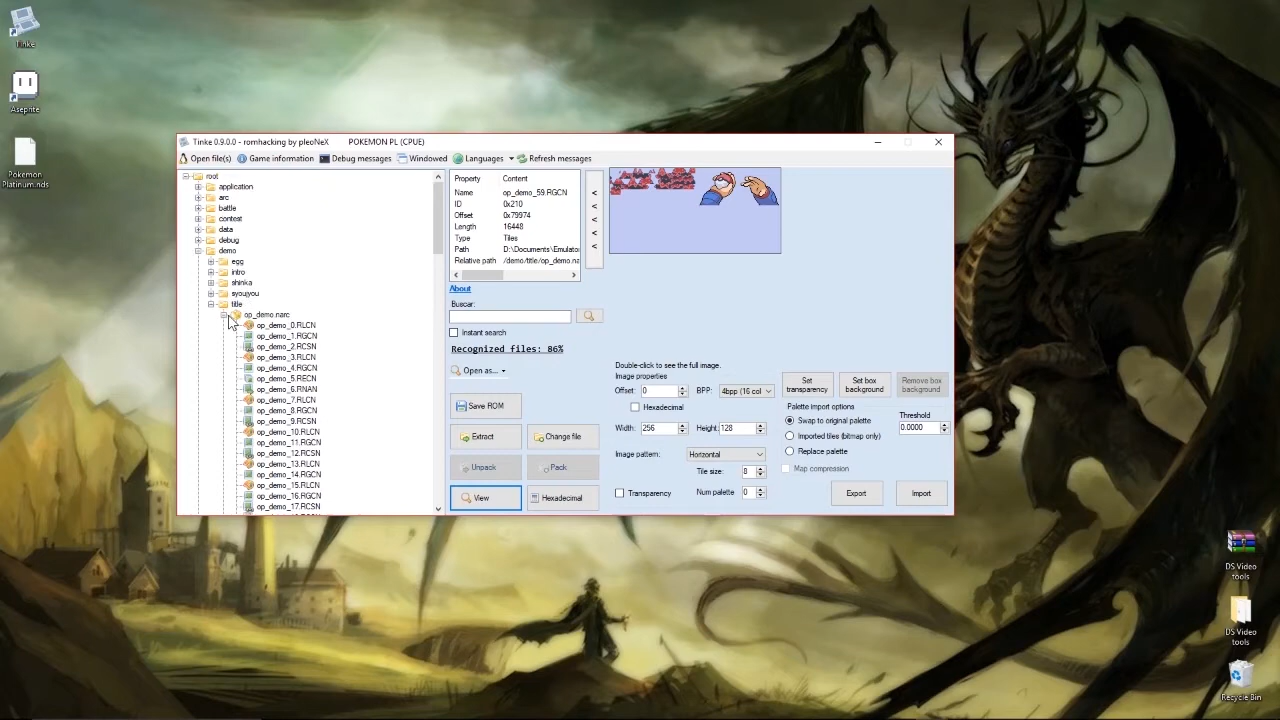 Tinke
Aseprite
Pokemon
Platinum.nds
Tinke 0.9.0.0 - romhacking by pleoNeX POKEMON PL (CPUE)
Open file(s) Game information Debug messages Windowed Languages Refresh messages
root
application
arc
battle
contest
data
debug
demo
egg
intro
shinka
syoujyou
title
op_demo.narc
op_demo_0.RLCN
op_demo_1.RGCN
op_demo_2.RCSN
op_demo_3.RLCN
op_demo_4.RGCN
op_demo_5.RECN
op_demo_6.RNAN
op_demo_7.RLCN
op_demo_8.RGCN
op_demo_9.RCSN
op_demo_10.RLCN
op_demo_11.RGCN
op_demo_12.RCSN
op_demo_13.RLCN
op_demo_14.RGCN
op_demo_15.RLCN
op_demo_16.RGCN
op_demo_17.RCSN
Property Content
Name op_demo_59.RGCN
ID 0x210
Offset 0x79974
Length 16448
Type Tiles
Path D:\Documents\Emulato
Relative path /demo/title/op_demo.na
<
<
<
<
<
About
Buscar:
Instant search
Recognized files: 86%
Open as...
Save ROM
Extract Change file
Unpack Pack
View Hexadecimal
Double-click to see the full image.
Image properties
Offset: 0 BPP: 4bpp (16 col
Hexadecimal
Width: 256 Height: 128
Image pattern: Horizontal
Tile size: 8
Transparency Num palette 0
Set transparency
Set box background
Remove box background
Palette import options
Swap to original palette
Imported tiles (bitmap only)
Replace palette
Threshold
0.0000
Map compression
Export Import
DS Video
tools
DS Video
tools
Recycle Bin